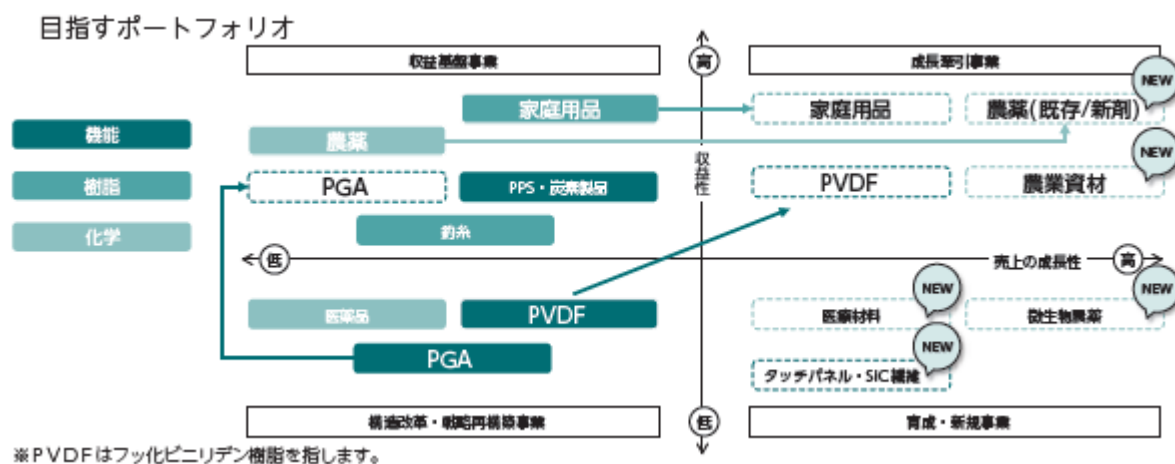 目指すポートフォリオ
収益基盤事業
高
成長牽引事業
NEW
家庭用品
家庭用品
農薬(既存/新剤)
機能
農薬
収益性
NEW
樹脂
PGA
PPS・炭素製品
PVDF
農業資材
化学
釣糸
低
売上の成長性
高
NEW
NEW
医薬品
PVDF
医療材料
微生物農薬
NEW
PGA
タッチパネル・SIC繊維
構造改革・戦略再構築事業
低
育成・新規事業
※PVDFはフッ化ビニリデン樹脂を指します。